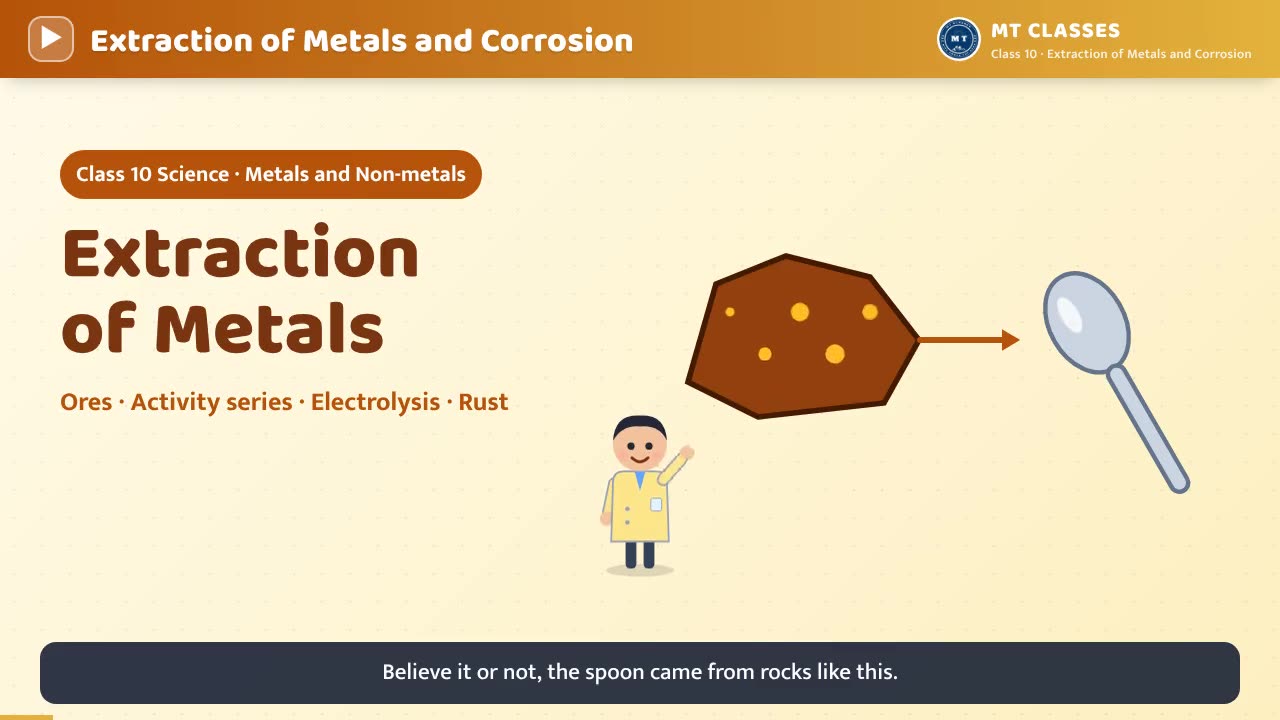 Extraction of Metals and Corrosion
MT CLASSES
Class 10 · Extraction of Metals and Corrosion
MT
Class 10 Science · Metals and Non-metals
Extraction
of Metals
Ores · Activity series · Electrolysis · Rust
Believe it or not, the spoon came from rocks like this.